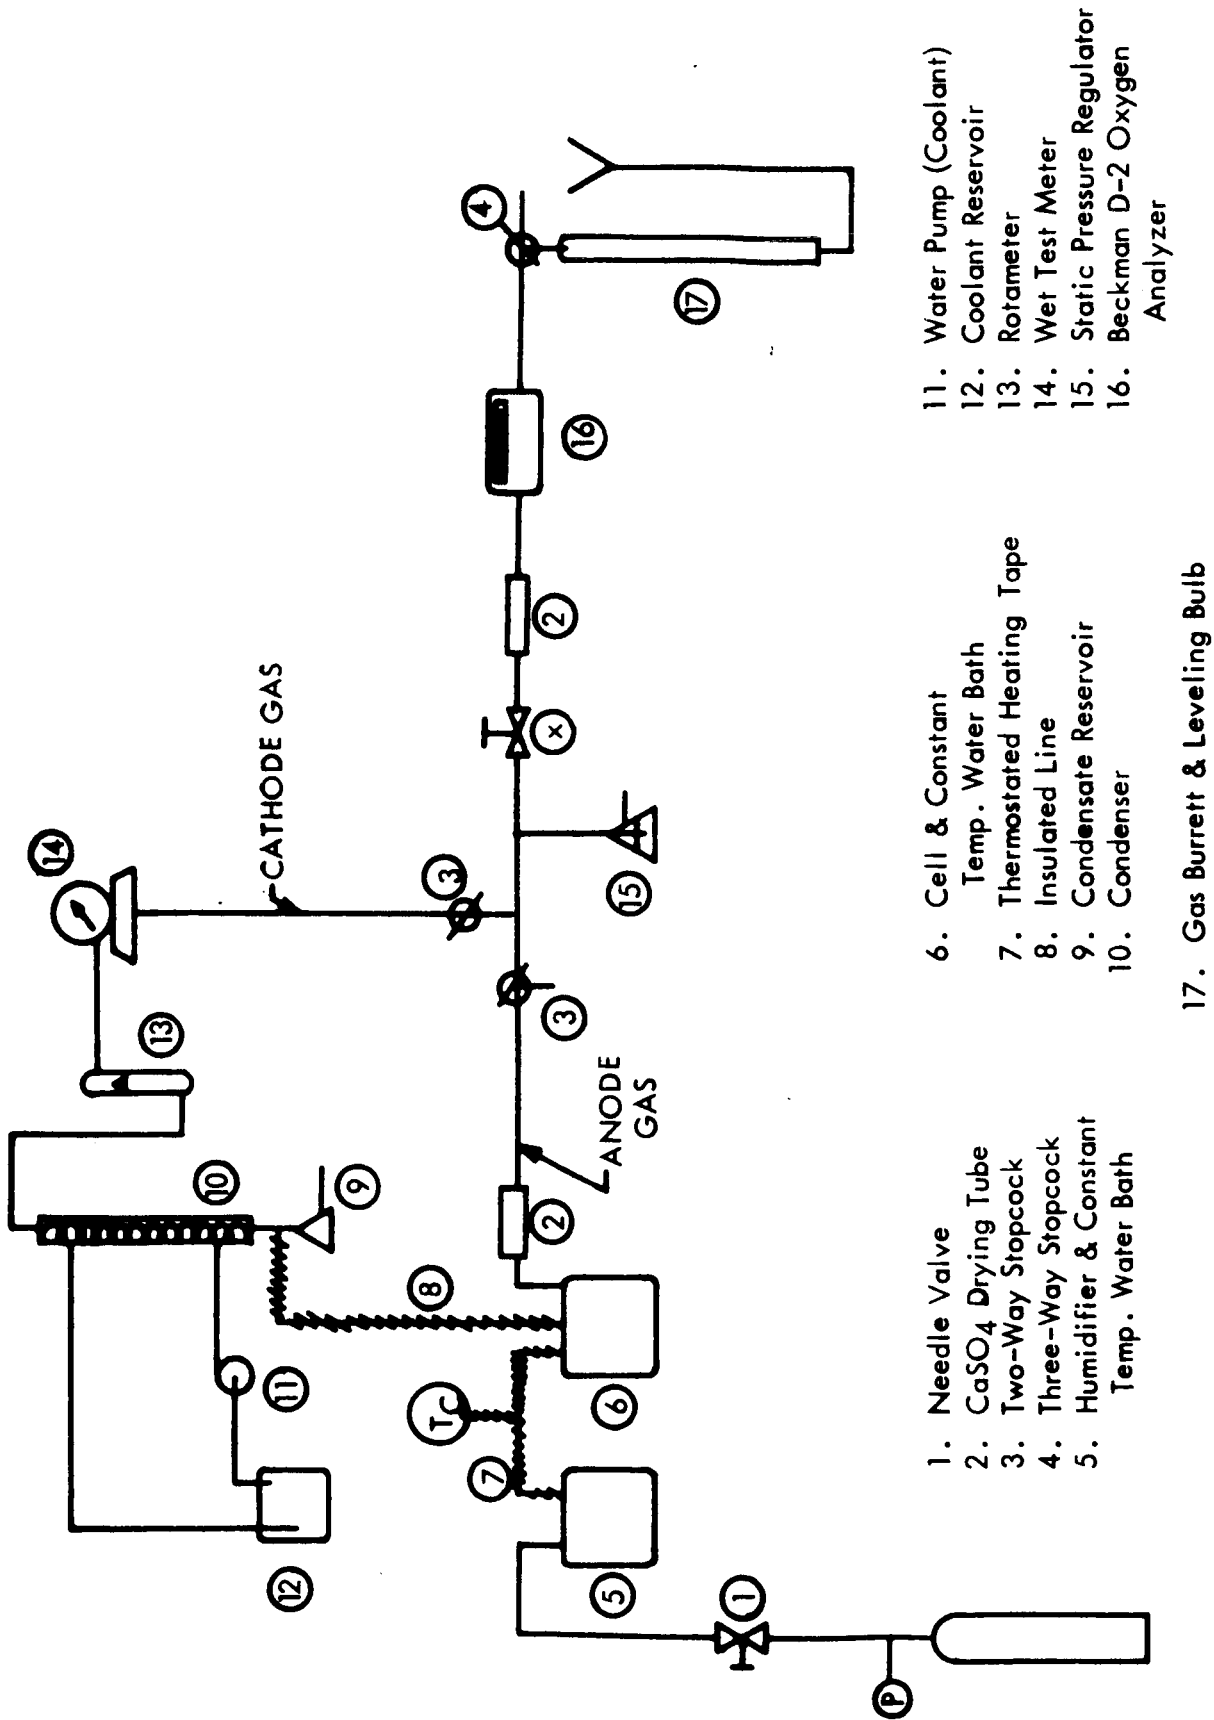 14
13
10
9
8
11
12
T
C
7
6
5
1
P
CATHODE GAS
3
3
2
ANODE
GAS
15
X
2
16
4
17
1. Needle Valve
2. CaSO4 Drying Tube
3. Two-Way Stopcock
4. Three-Way Stopcock
5. Humidifier & Constant
Temp. Water Bath
6. Cell & Constant
Temp. Water Bath
7. Thermostated Heating Tape
8. Insulated Line
9. Condensate Reservoir
10. Condenser
11. Water Pump (Coolant)
12. Coolant Reservoir
13. Rotameter
14. Wet Test Meter
15. Static Pressure Regulator
16. Beckman D-2 Oxygen
Analyzer
17. Gas Burrett & Leveling Bulb